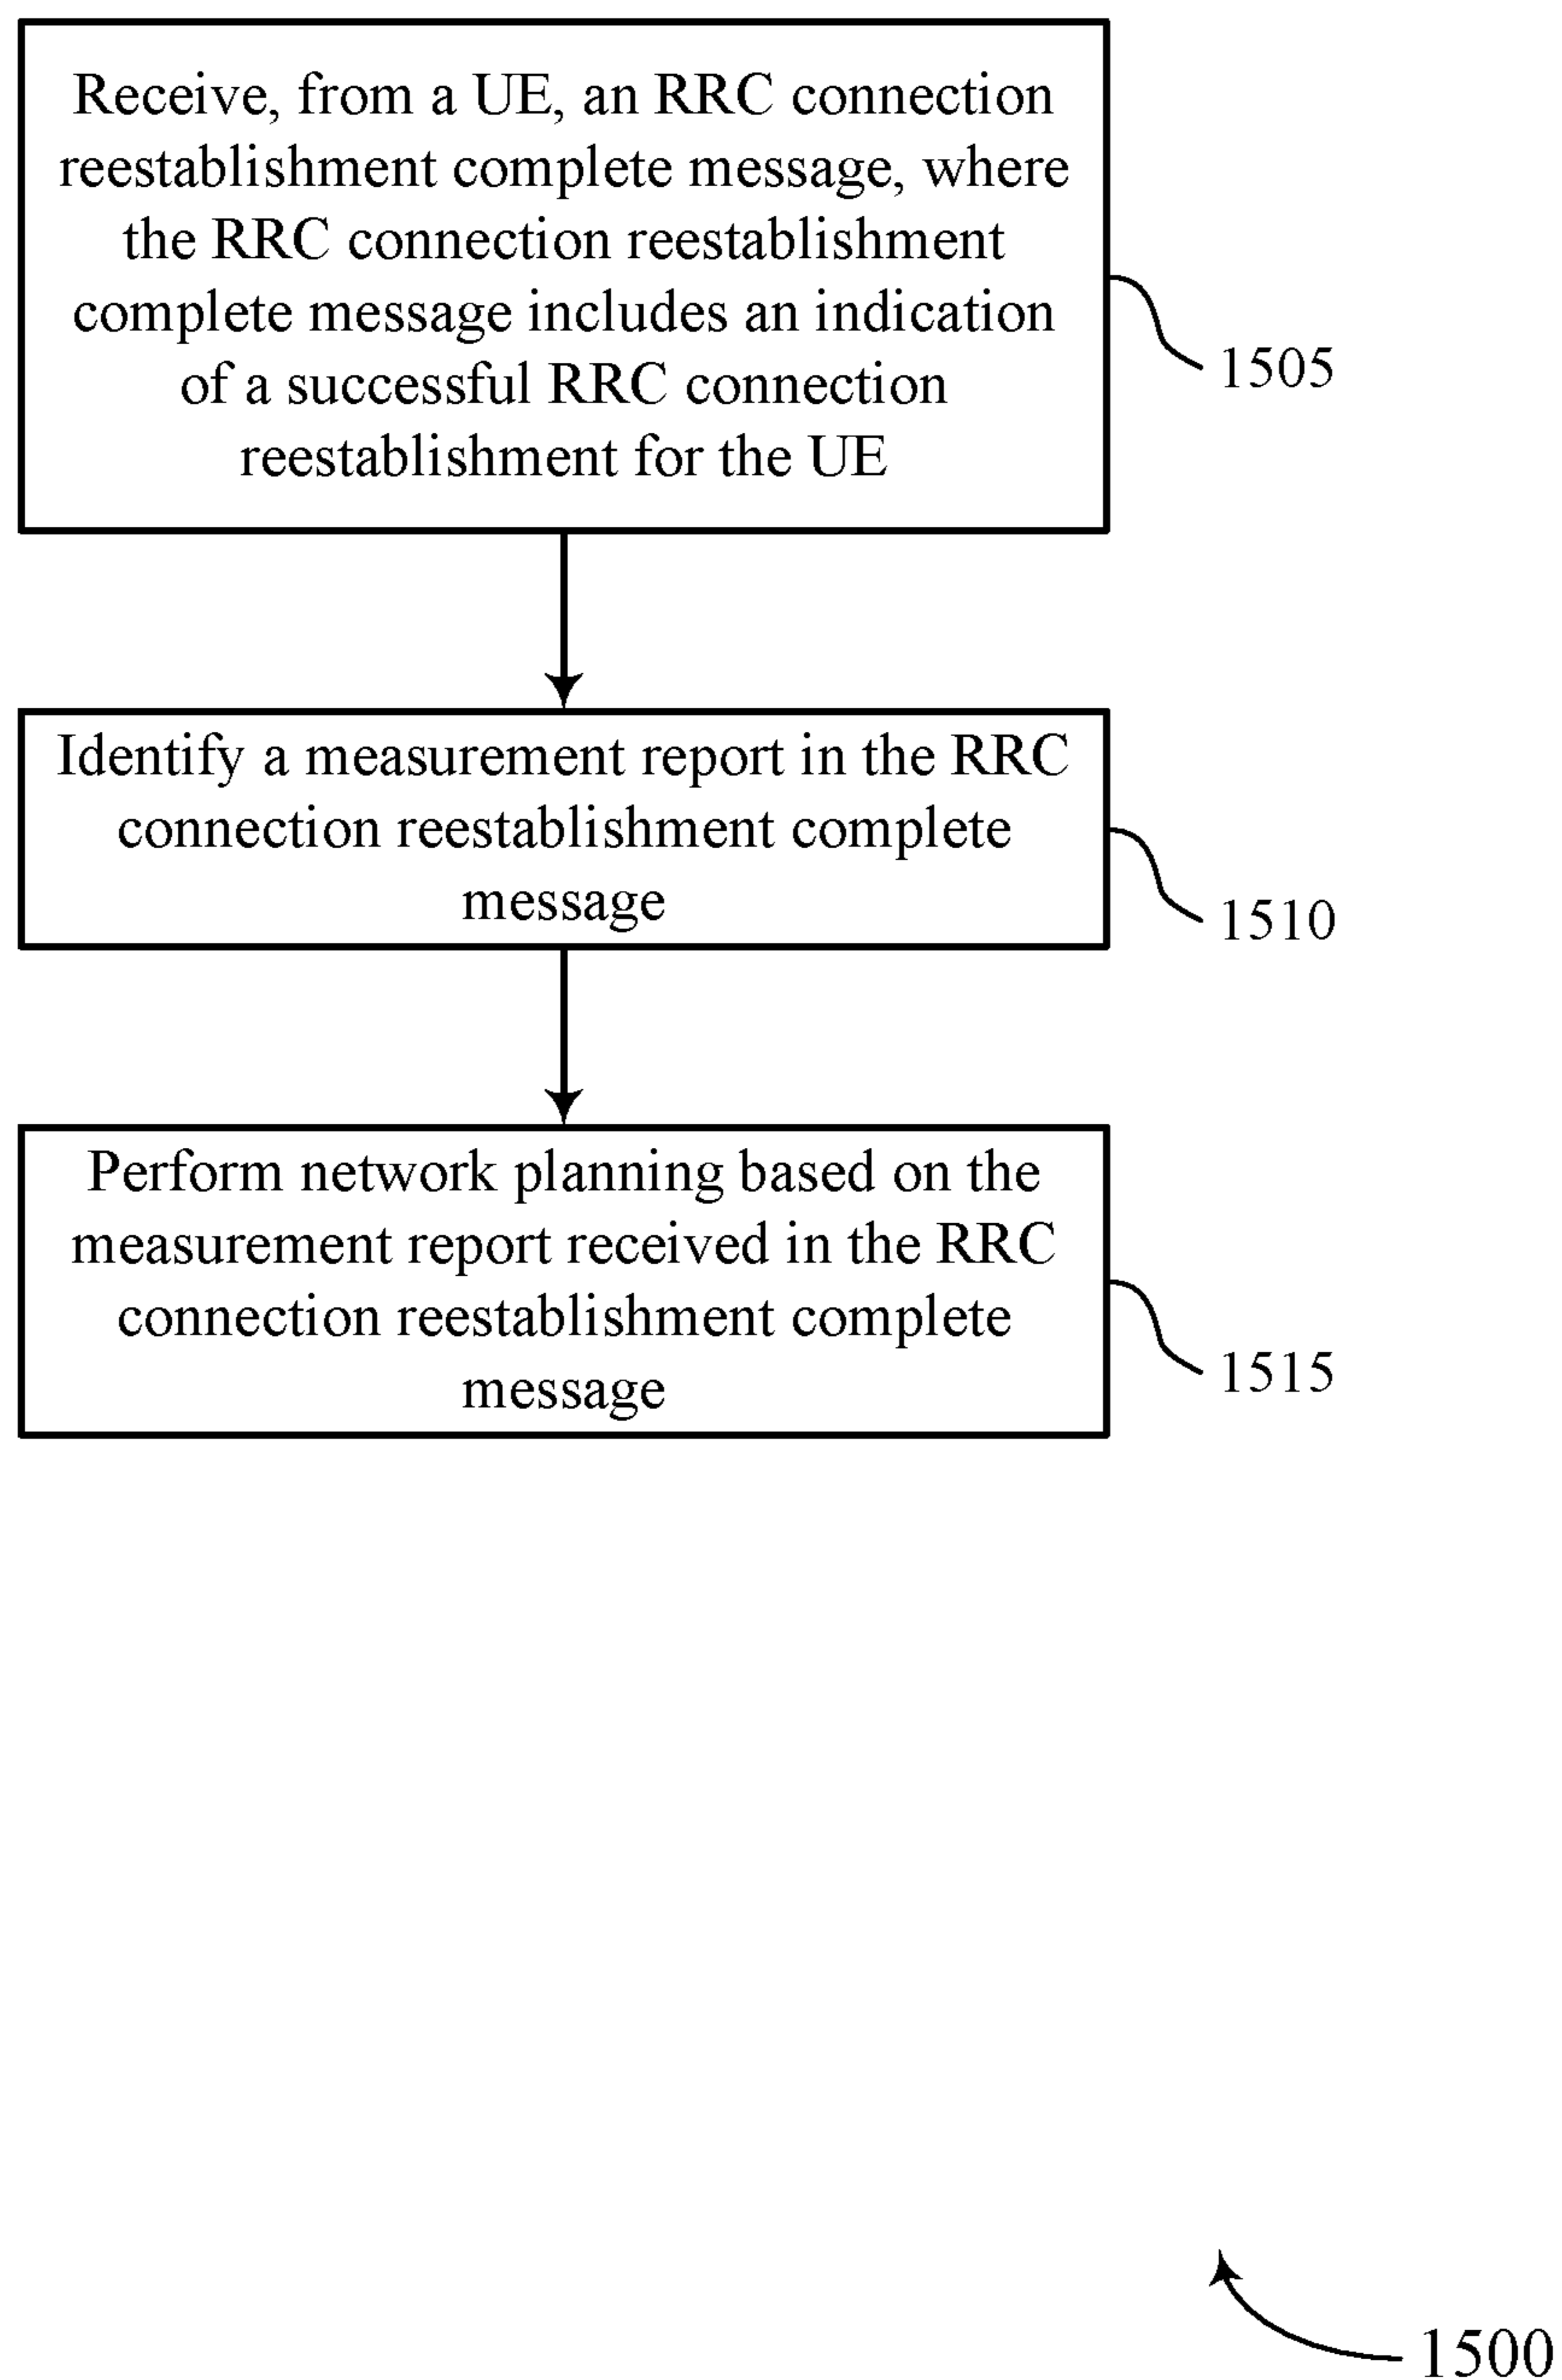 Receive, from a UE, an RRC connection
reestablishment complete message, where
the RRC connection reestablishment
complete message includes an indication
of a successful RRC connection
reestablishment for the UE
1505
Identify a measurement report in the RRC
connection reestablishment complete
message
1510
Perform network planning based on the
measurement report received in the RRC
connection reestablishment complete
message
1515
1500